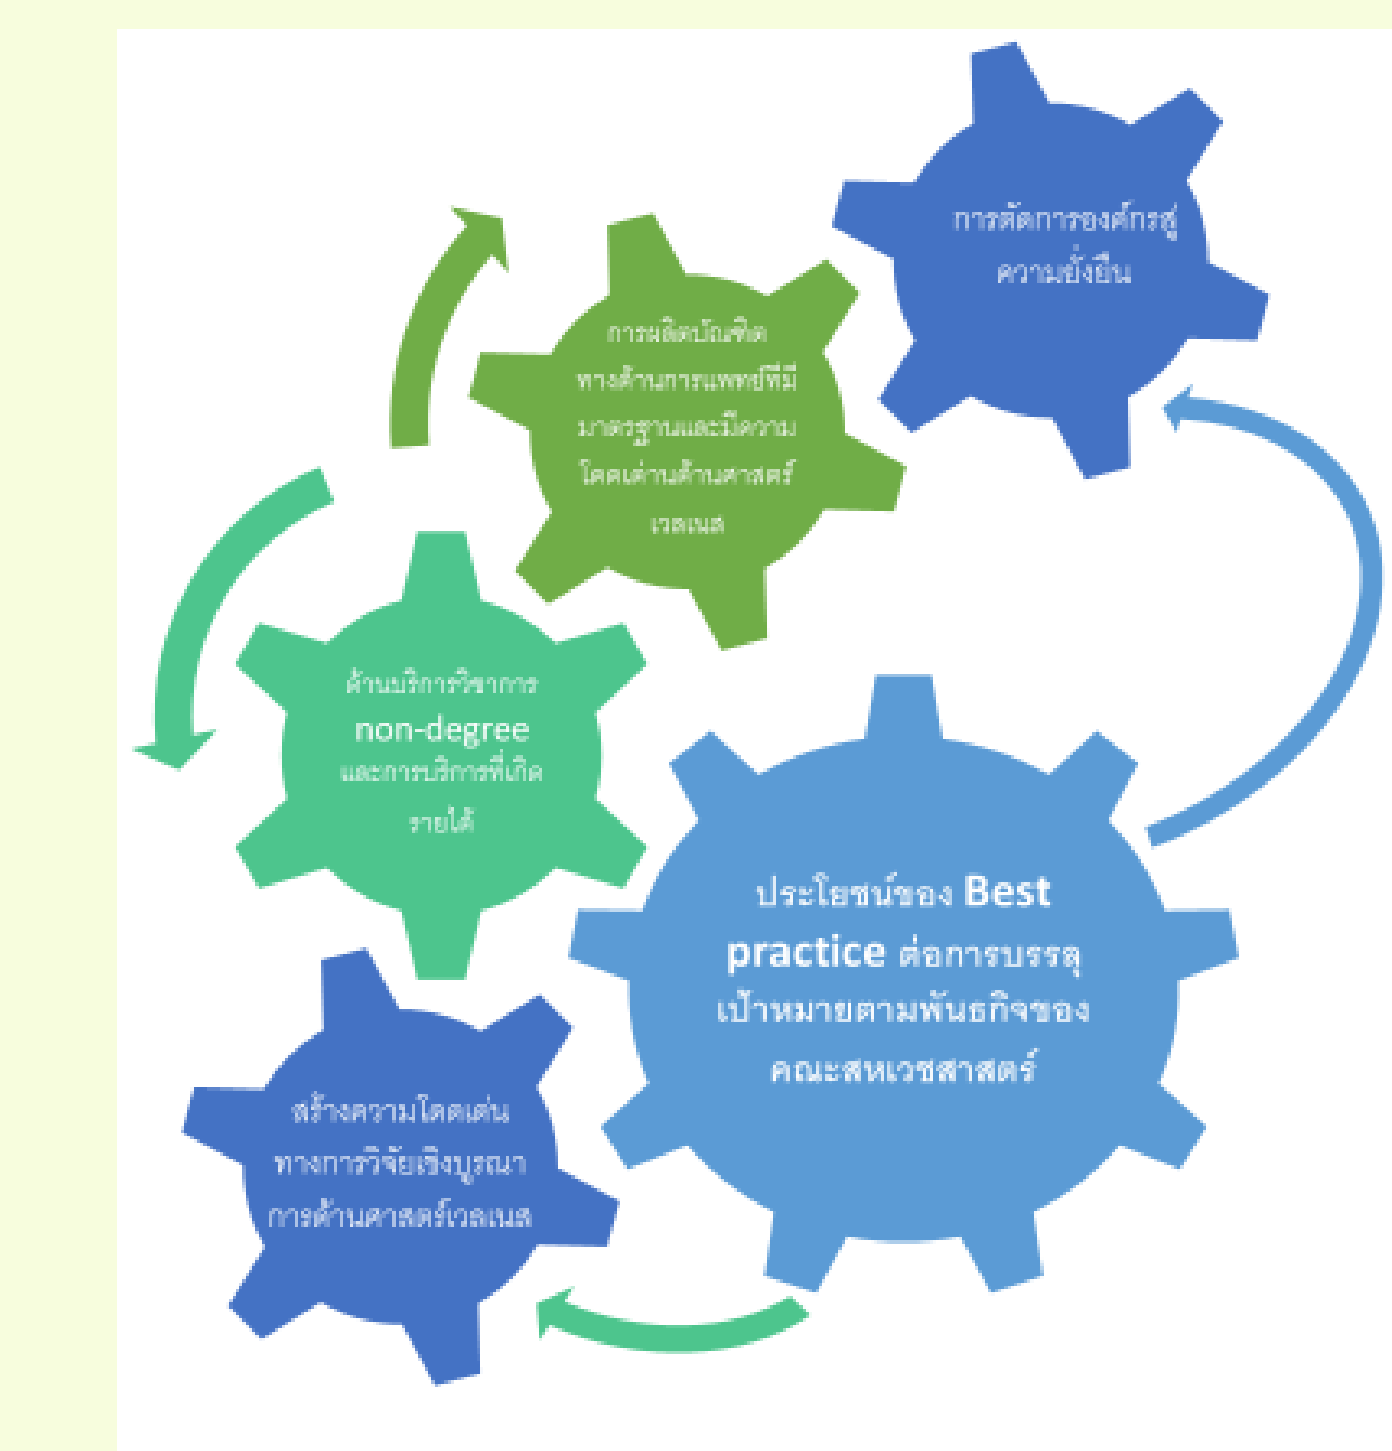 การตัดการองค์กรสู่
ความยั่งยืน
การผลิตบัณฑิต
ทางด้านการแพทย์ที่มี
มาตรฐานและมีความ
โดดเด่านด้านศาสตร์
เวลเนส
ด้านบริการวิชาการ
non-degree
และการบริการที่เกิด
รายได้
ประโยชน์ของ Best
practice ต่อการบรรลุ
เป้าหมายตามพันธกิจของ
คณะสหเวชสาสตร์
สร้างความโดดเด่น
ทางการวิจัยเชิงบูรณา
การด้านศาสตร์เวลเนส